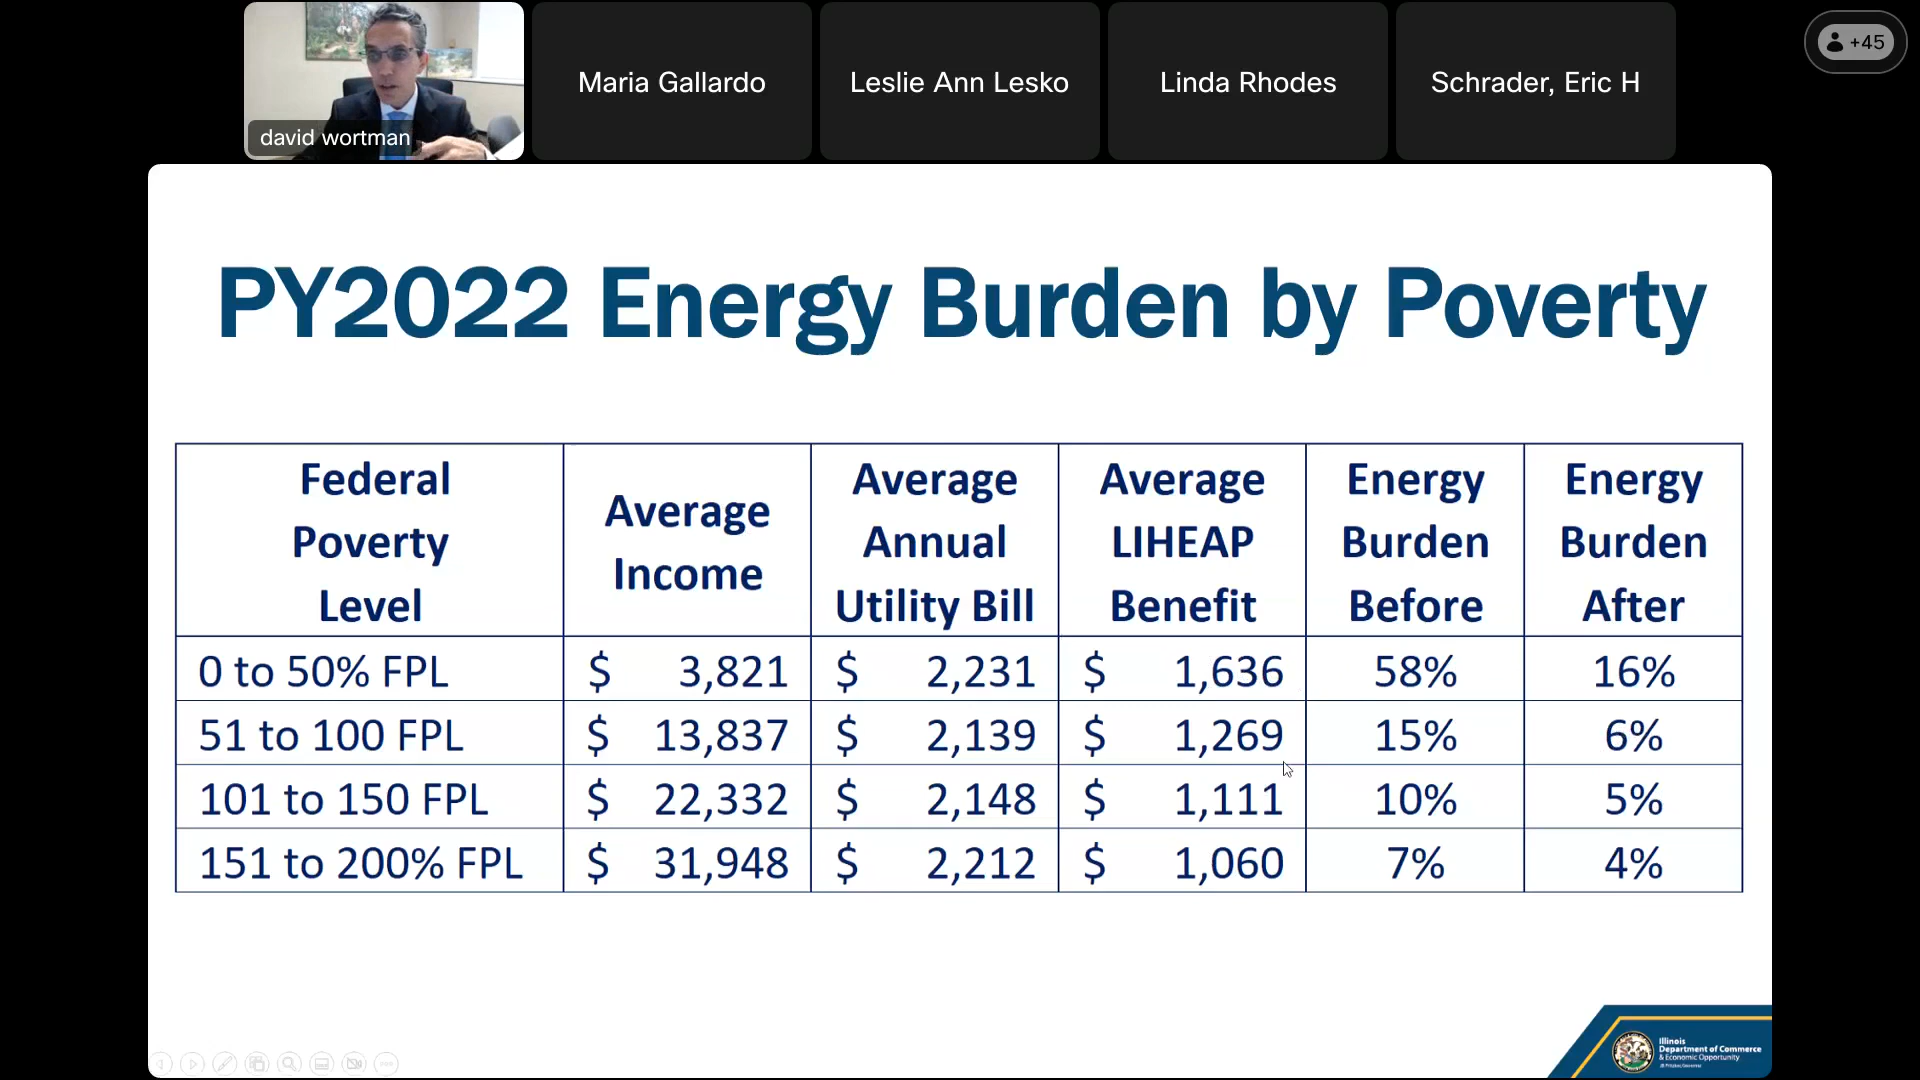 +45
Maria Gallardo
Leslie Ann Lesko
Linda Rhodes
Schrader, Eric H
david wortman
PY2022 Energy Burden by Poverty
Federal Poverty Level
Average Income
Average Annual Utility Bill
Average LIHEAP Benefit
Energy Burden Before
Energy Burden After
0 to 50% FPL $ 3,821 $ 2,231 $ 1,636 58% 16%
51 to 100 FPL $ 13,837 $ 2,139 $ 1,269 15% 6%
101 to 150 FPL $ 22,332 $ 2,148 $ 1,111 10% 5%
151 to 200% FPL $ 31,948 $ 2,212 $ 1,060 7% 4%
Illinois
Department of Commerce
& Economic Opportunity